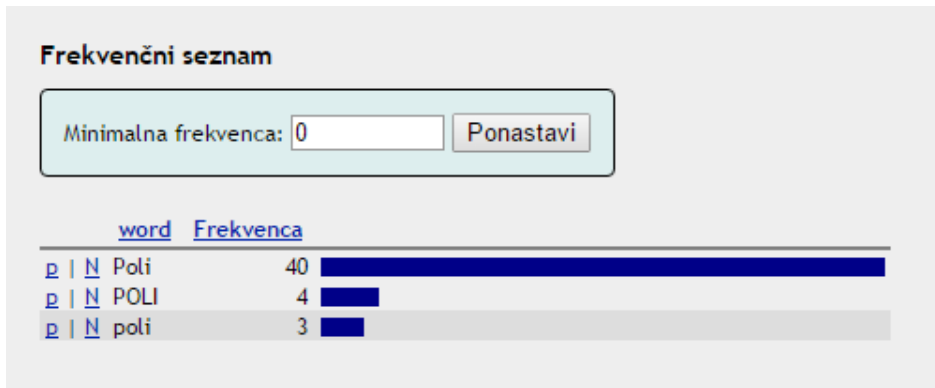 Frekvenčni seznam
Minimalna frekvenca: 0 Ponastavi
word Frekvenca
p | N Poli 40
p | N POLI 4
p | N poli 3